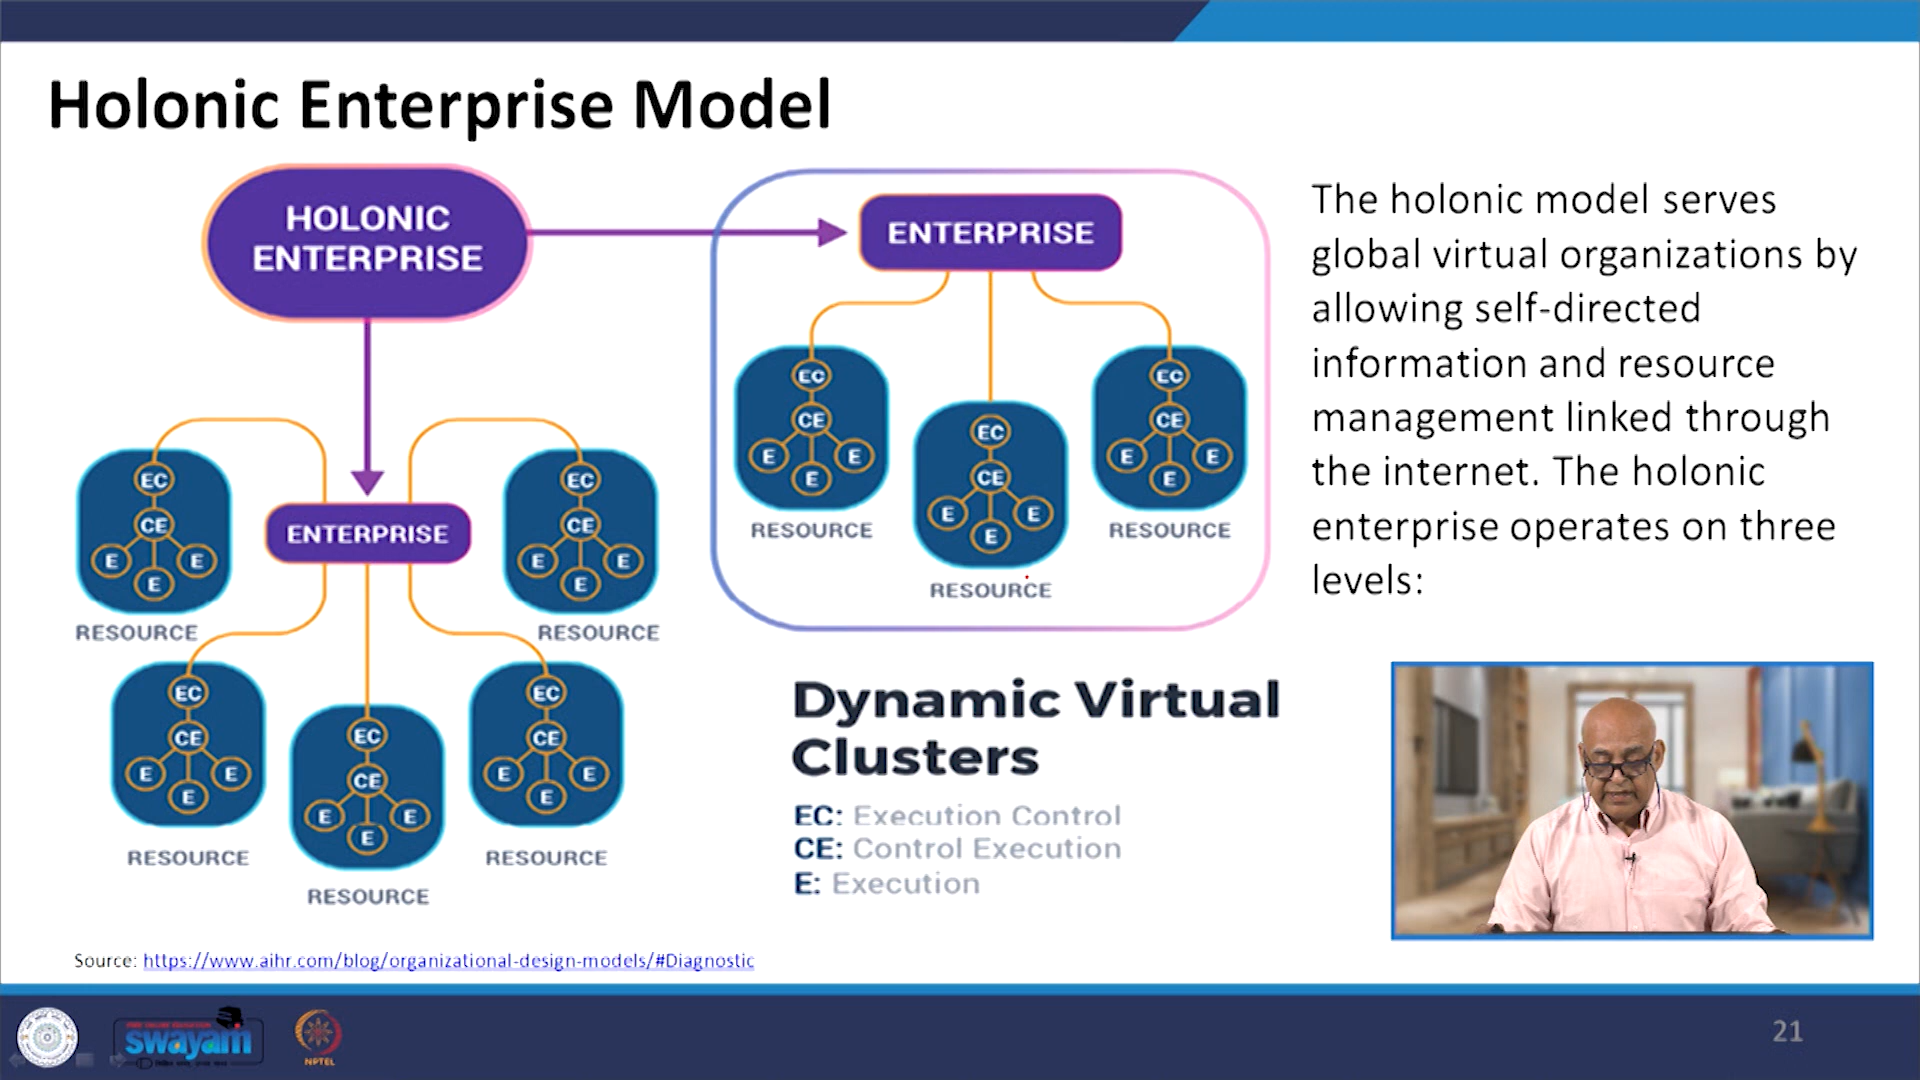 Holonic Enterprise Model
HOLONIC
ENTERPRISE
ENTERPRISE
EC
CE
E
E
E
RESOURCE
EC
CE
E
E
E
RESOURCE
EC
CE
E
E
E
RESOURCE
ENTERPRISE
EC
CE
E
E
E
RESOURCE
EC
CE
E
E
E
RESOURCE
EC
CE
E
E
E
RESOURCE
EC
CE
E
E
E
RESOURCE
EC
CE
E
E
E
RESOURCE
Dynamic Virtual
Clusters
EC: Execution Control
CE: Control Execution
E: Execution
The holonic model serves
global virtual organizations by
allowing self-directed
information and resource
management linked through
the internet. The holonic
enterprise operates on three
levels:
Source: https://www.aihr.com/blog/organizational-design-models/#Diagnostic
swayam
NPTEL
21